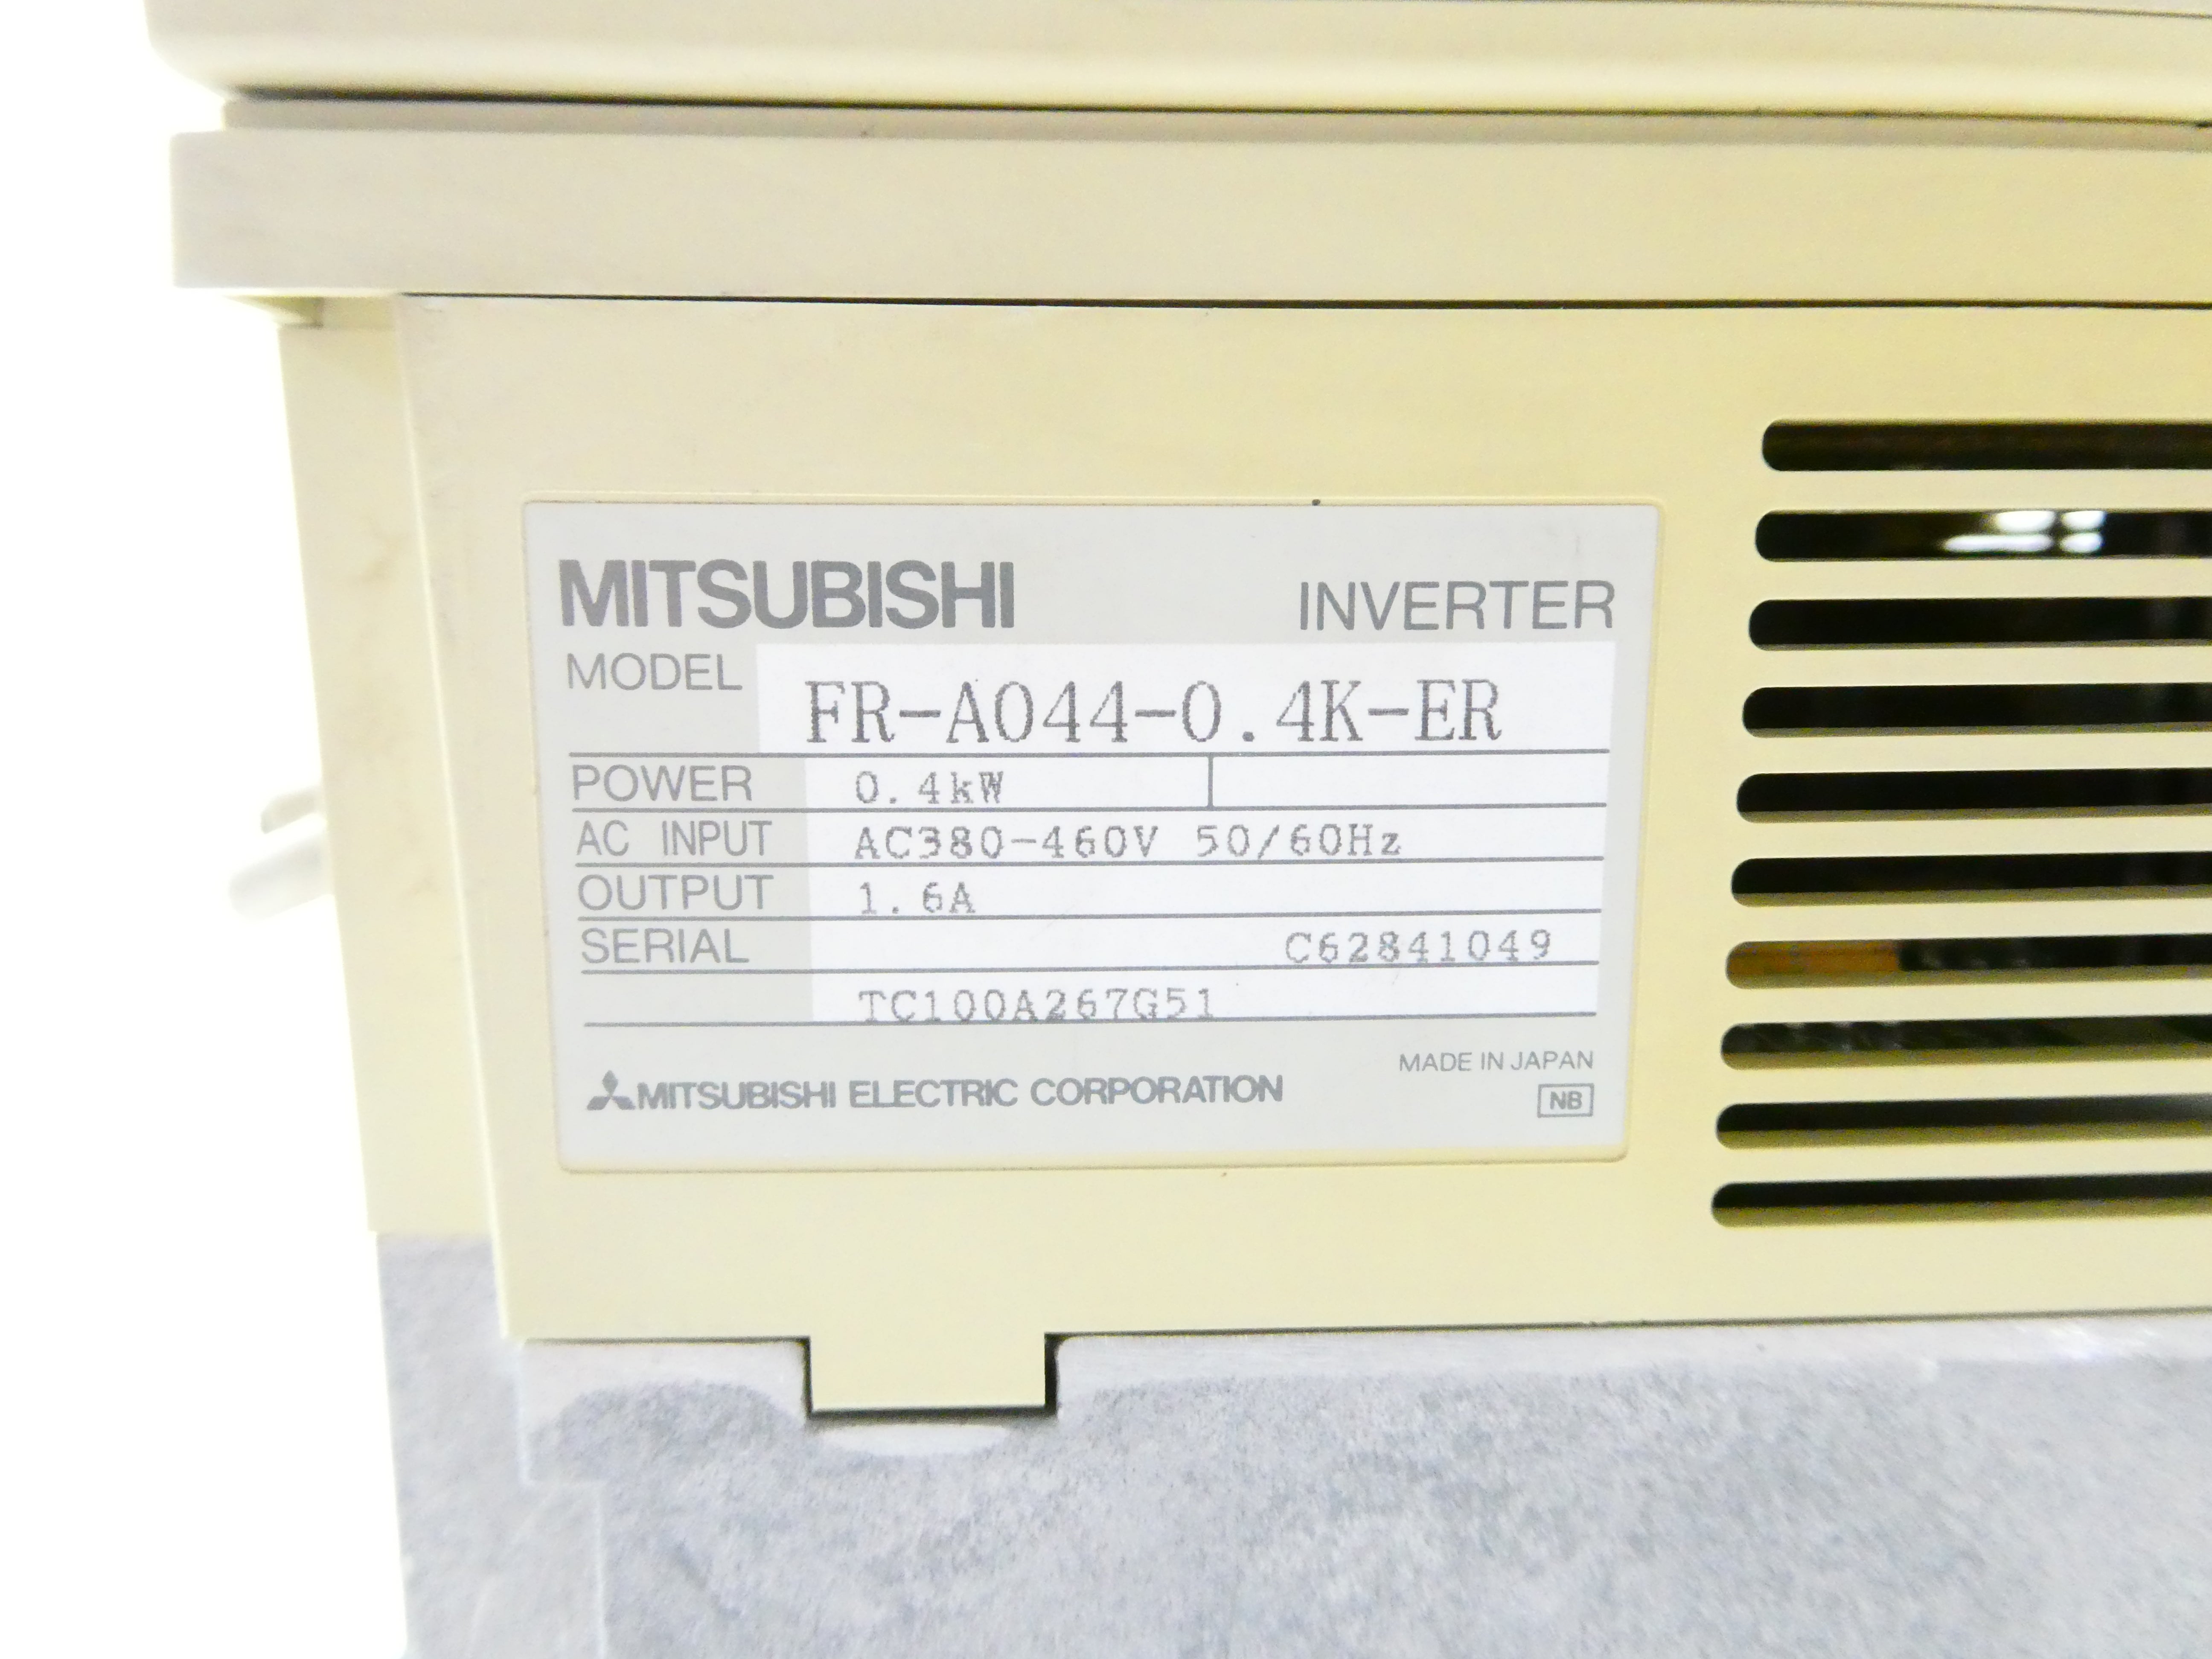 MITSUBISHI INVERTER
MODEL FR-A044-0.4K-ER
POWER 0.4kW
AC INPUT AC380-460V 50/60Hz
OUTPUT 1.6A
SERIAL C62841049
TC100A267G51
MADE IN JAPAN
MITSUBISHI ELECTRIC CORPORATION NB